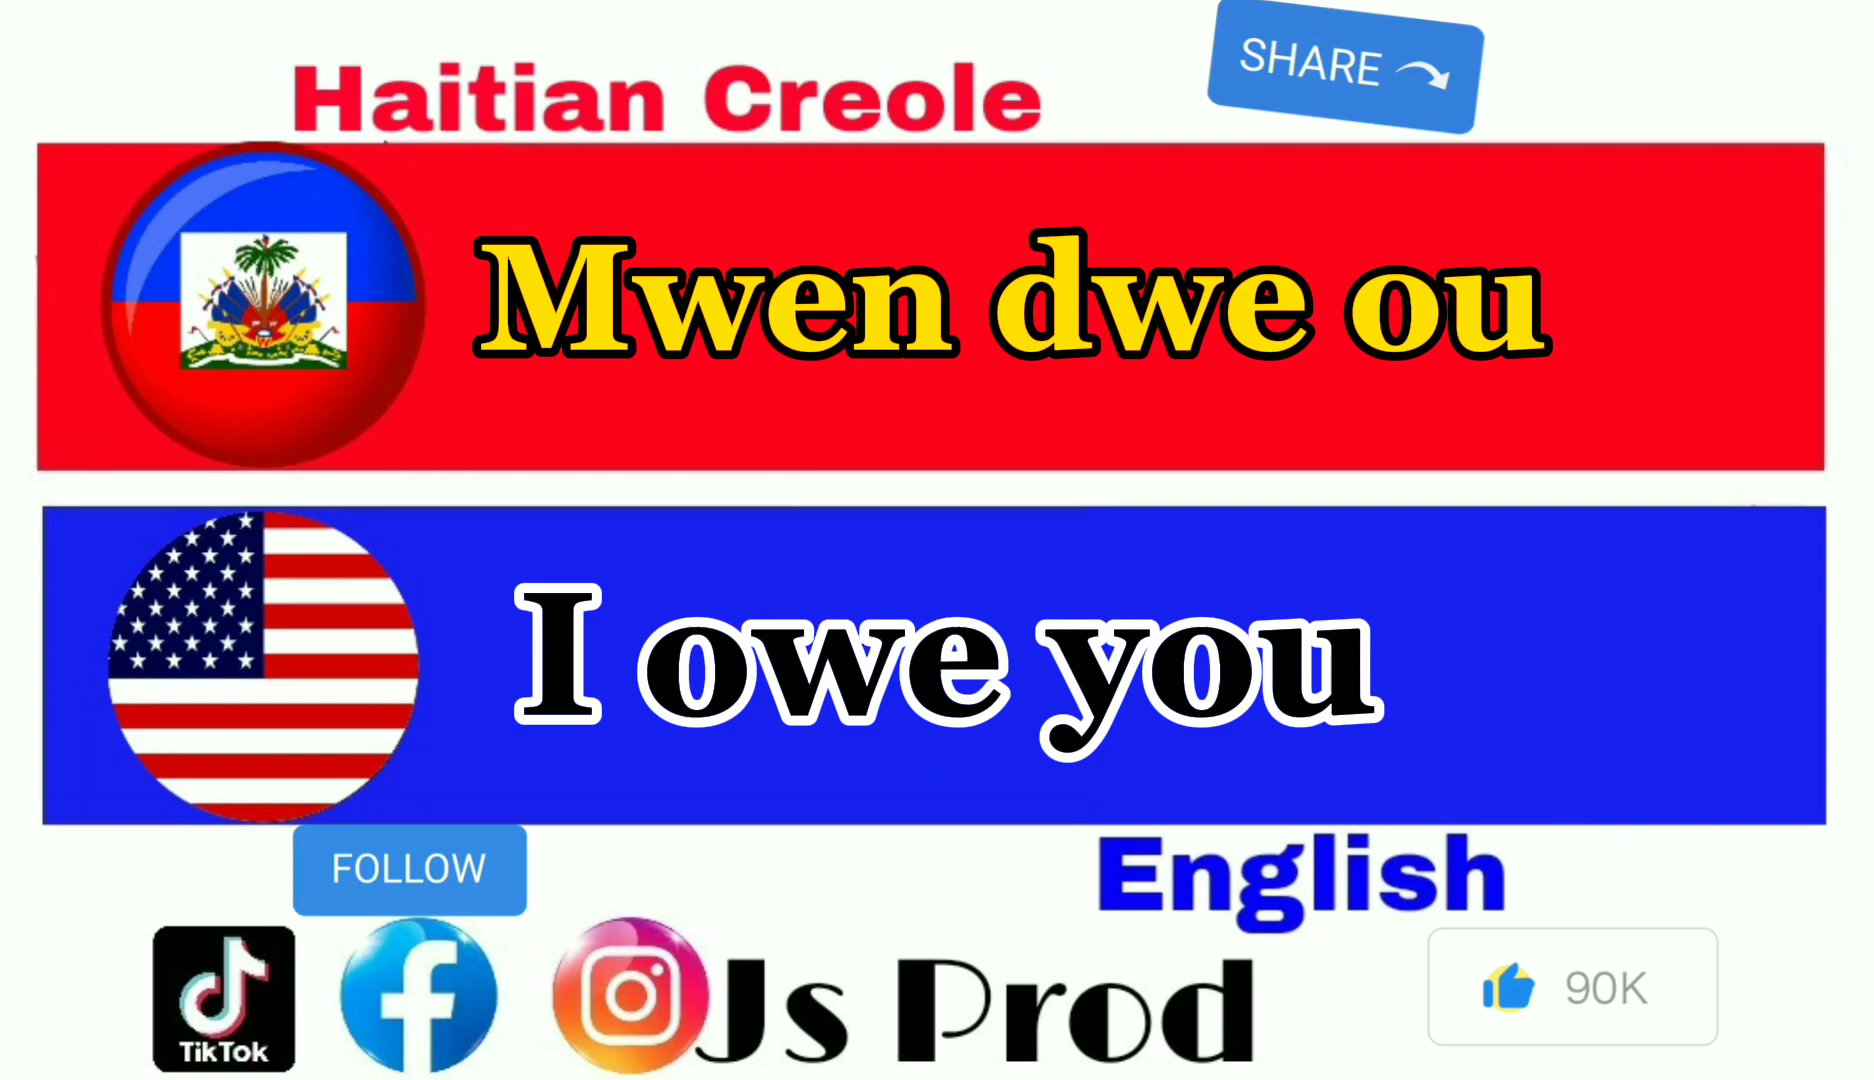 SHARE
Haitian Creole
Mwen dwe ou
I owe you
FOLLOW
English
TikTok
Js Prod
90K